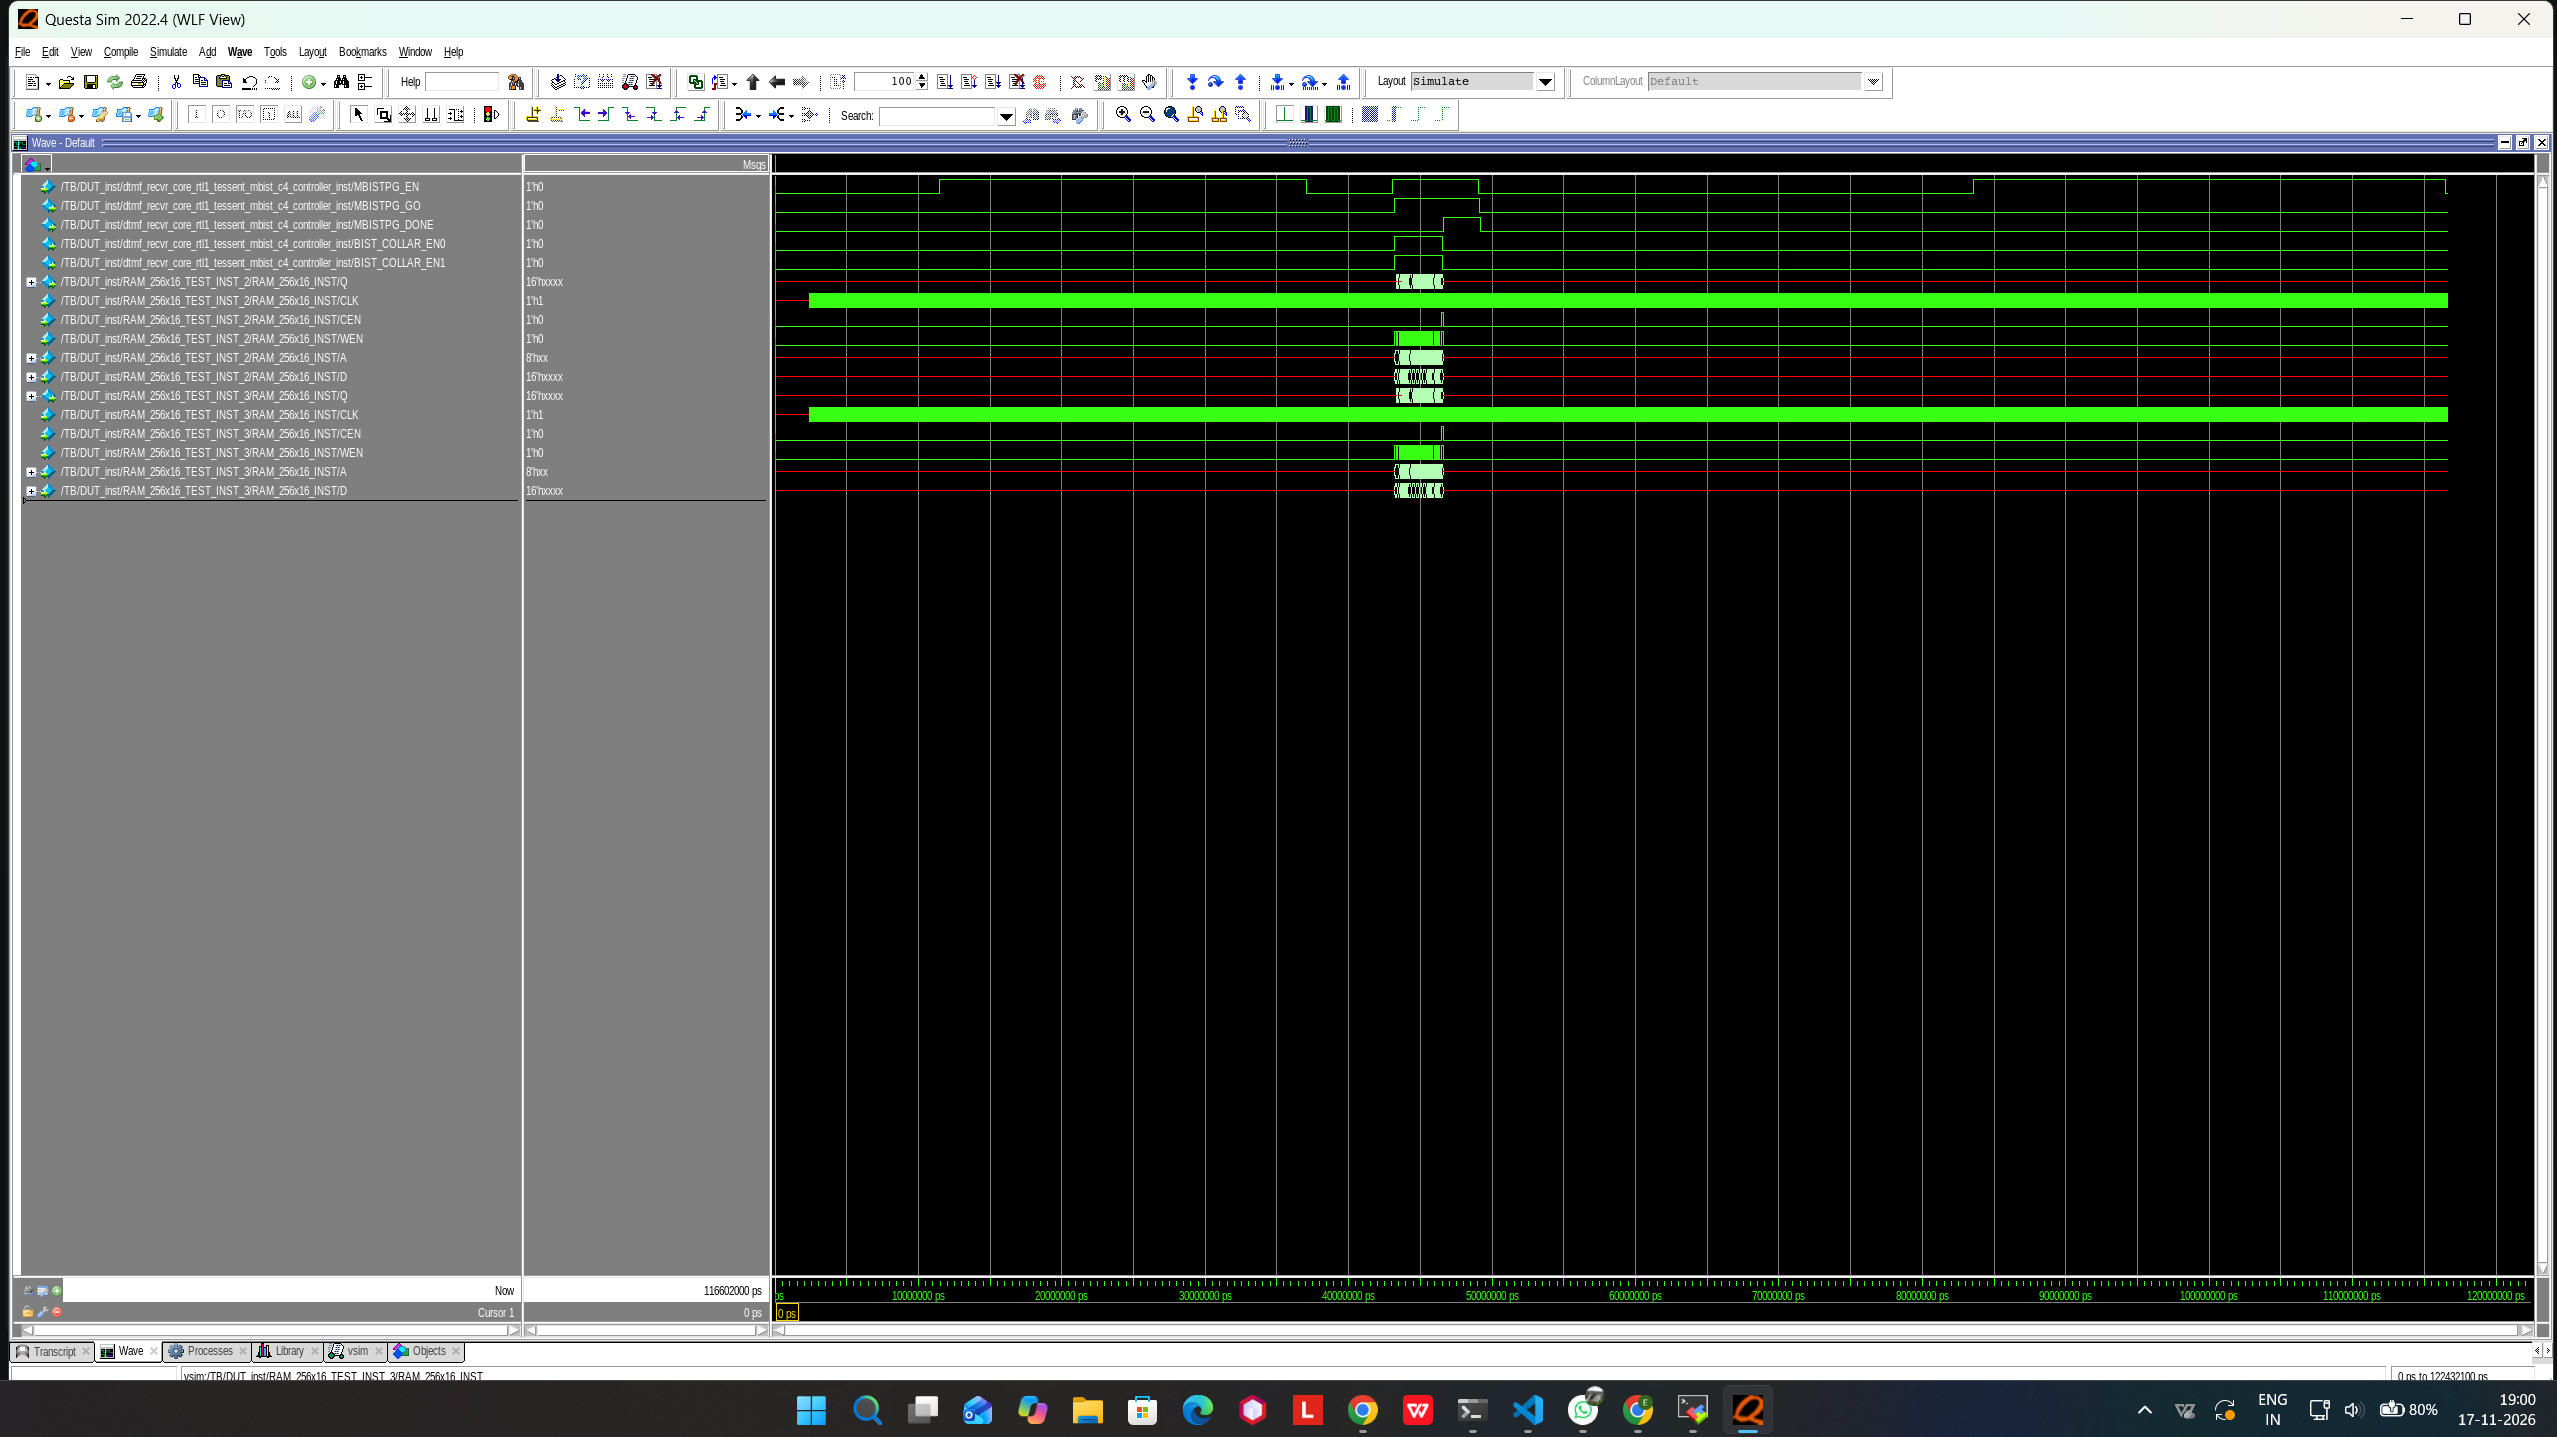 Questa Sim 2022.4 (WLF View)
File Edit View Compile Simulate Add Wave Tools Layout Bookmarks Window Help
Help 100 Layout Simulate ColumnLayout Default
Search:
Wave - Default
Msgs
/TB/DUT_inst/dtmf_recvr_core_rtl1_tessent_mbist_c4_controller_inst/MBISTPG_EN 1'h0
/TB/DUT_inst/dtmf_recvr_core_rtl1_tessent_mbist_c4_controller_inst/MBISTPG_GO 1'h0
/TB/DUT_inst/dtmf_recvr_core_rtl1_tessent_mbist_c4_controller_inst/MBISTPG_DONE 1'h0
/TB/DUT_inst/dtmf_recvr_core_rtl1_tessent_mbist_c4_controller_inst/BIST_COLLAR_EN0 1'h0
/TB/DUT_inst/dtmf_recvr_core_rtl1_tessent_mbist_c4_controller_inst/BIST_COLLAR_EN1 1'h0
/TB/DUT_inst/RAM_256x16_TEST_INST_2/RAM_256x16_INST/Q 16'hxxxx
/TB/DUT_inst/RAM_256x16_TEST_INST_2/RAM_256x16_INST/CLK 1'h1
/TB/DUT_inst/RAM_256x16_TEST_INST_2/RAM_256x16_INST/CEN 1'h0
/TB/DUT_inst/RAM_256x16_TEST_INST_2/RAM_256x16_INST/WEN 1'h0
/TB/DUT_inst/RAM_256x16_TEST_INST_2/RAM_256x16_INST/A 8'hxx
/TB/DUT_inst/RAM_256x16_TEST_INST_2/RAM_256x16_INST/D 16'hxxxx
/TB/DUT_inst/RAM_256x16_TEST_INST_3/RAM_256x16_INST/Q 16'hxxxx
/TB/DUT_inst/RAM_256x16_TEST_INST_3/RAM_256x16_INST/CLK 1'h1
/TB/DUT_inst/RAM_256x16_TEST_INST_3/RAM_256x16_INST/CEN 1'h0
/TB/DUT_inst/RAM_256x16_TEST_INST_3/RAM_256x16_INST/WEN 1'h0
/TB/DUT_inst/RAM_256x16_TEST_INST_3/RAM_256x16_INST/A 8'hxx
/TB/DUT_inst/RAM_256x16_TEST_INST_3/RAM_256x16_INST/D 16'hxxxx
Now 116602000 ps
ps 10000000 ps 20000000 ps 30000000 ps 40000000 ps 50000000 ps 60000000 ps 70000000 ps 80000000 ps 90000000 ps 100000000 ps 110000000 ps 120000000 ps
Cursor 1 0 ps 0 ps
Transcript Wave Processes Library vsim Objects
vsim:/TB/DUT_inst/RAM_256x16_TEST_INST_3/RAM_256x16_INST 0 ps to 122432100 ps
ENG 19:00
IN 80% 17-11-2026